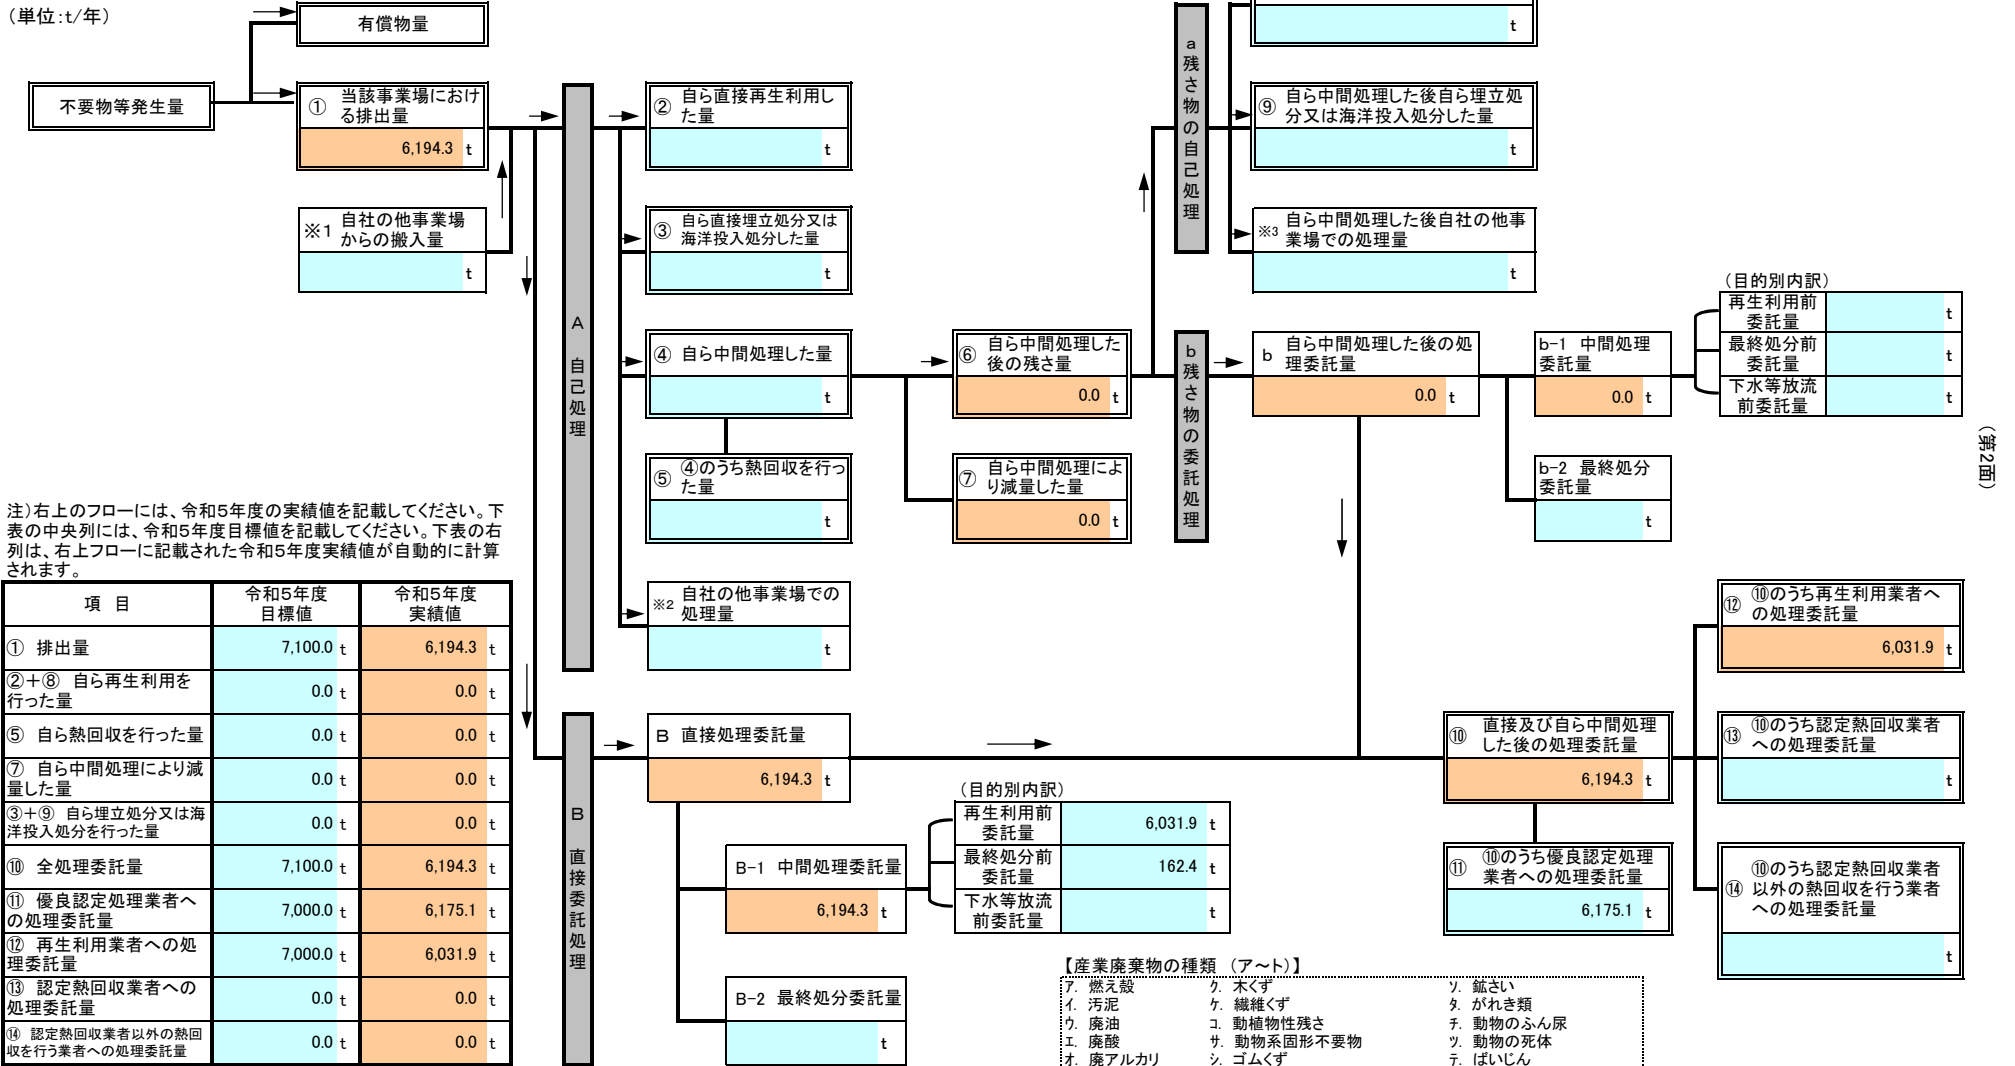 （単位：t/年）
有償物量
不要物等発生量
① 当該事業場におけ
る排出量
6,194.3 t
※1 自社の他事業場
からの搬入量
t
A 自己処理
② 自ら直接再生利用し
た量
t
③ 自ら直接埋立処分又は
海洋投入処分した量
t
④ 自ら中間処理した量
t
⑤ ④のうち熱回収を行っ
た量
t
※2 自社の他事業場での
処理量
t
⑥ 自ら中間処理した
後の残さ量
0.0 t
⑦ 自ら中間処理によ
り減量した量
0.0 t
a残さ物の自己処理
t
⑨ 自ら中間処理した後自ら埋立処
分又は海洋投入処分した量
t
※3 自ら中間処理した後自社の他事
業場での処理量
t
b残さ物の委託処理
b 自ら中間処理した後の処
理委託量
0.0 t
b-1 中間処理
委託量
0.0 t
b-2 最終処分
委託量
t
（目的別内訳）
再生利用前
委託量
t
最終処分前
委託量
t
下水等放流
前委託量
t
（第2面）
注）右上のフローには、令和5年度の実績値を記載してください。下
表の中央列には、令和5年度目標値を記載してください。下表の右
列は、右上フローに記載された令和5年度実績値が自動的に計算
されます。
項 目 令和5年度 目標値 令和5年度 実績値
① 排出量 7,100.0 t 6,194.3 t
②＋⑧ 自ら再生利用を
行った量 0.0 t 0.0 t
⑤ 自ら熱回収を行った量 0.0 t 0.0 t
⑦ 自ら中間処理により減
量した量 0.0 t 0.0 t
③＋⑨ 自ら埋立処分又は海
洋投入処分を行った量 0.0 t 0.0 t
⑩ 全処理委託量 7,100.0 t 6,194.3 t
⑪ 優良認定処理業者へ
の処理委託量 7,000.0 t 6,175.1 t
⑫ 再生利用業者への処
理委託量 7,000.0 t 6,031.9 t
⑬ 認定熱回収業者への
処理委託量 0.0 t 0.0 t
⑭ 認定熱回収業者以外の熱回
収を行う業者への処理委託量 0.0 t 0.0 t
B 直接委託処理
B 直接処理委託量
6,194.3 t
B-1 中間処理委託量
6,194.3 t
B-2 最終処分委託量
t
（目的別内訳）
再生利用前
委託量
6,031.9 t
最終処分前
委託量
162.4 t
下水等放流
前委託量
t
⑩ 直接及び自ら中間処理
した後の処理委託量
6,194.3 t
⑪ ⑩のうち優良認定処理
業者への処理委託量
6,175.1 t
⑫ ⑩のうち再生利用業者へ
の処理委託量
6,031.9 t
⑬ ⑩のうち認定熱回収業者
への処理委託量
t
⑭ ⑩のうち認定熱回収業者
以外の熱回収を行う業者
への処理委託量
t
【産業廃棄物の種類 （ア～ト）】
ア. 燃え殻 ク. 木くず ソ. 鉱さい
イ. 汚泥 ケ. 繊維くず タ. がれき類
ウ. 廃油 コ. 動植物性残さ チ. 動物のふん尿
エ. 廃酸 サ. 動物系固形不要物 ツ. 動物の死体
オ. 廃アルカリ シ. ゴムくず テ. ばいじん